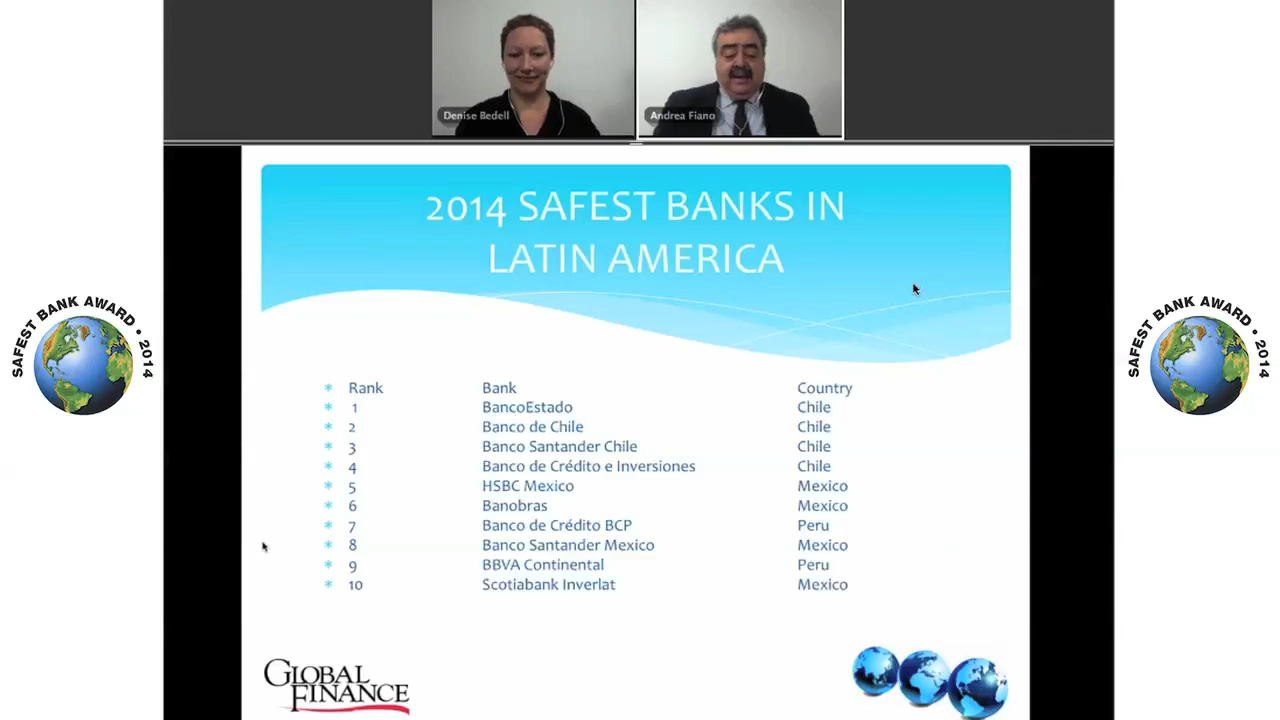 Denise Bedell
Andrea Fiano
2014 SAFEST BANKS IN
LATIN AMERICA
SAFEST BANK AWARD • 2014
SAFEST BANK AWARD • 2014
* Rank Bank Country
* 1 BancoEstado Chile
* 2 Banco de Chile Chile
* 3 Banco Santander Chile Chile
* 4 Banco de Crédito e Inversiones Chile
* 5 HSBC Mexico Mexico
* 6 Banobras Mexico
* 7 Banco de Crédito BCP Peru
* 8 Banco Santander Mexico Mexico
* 9 BBVA Continental Peru
* 10 Scotiabank Inverlat Mexico
GLOBAL
FINANCE